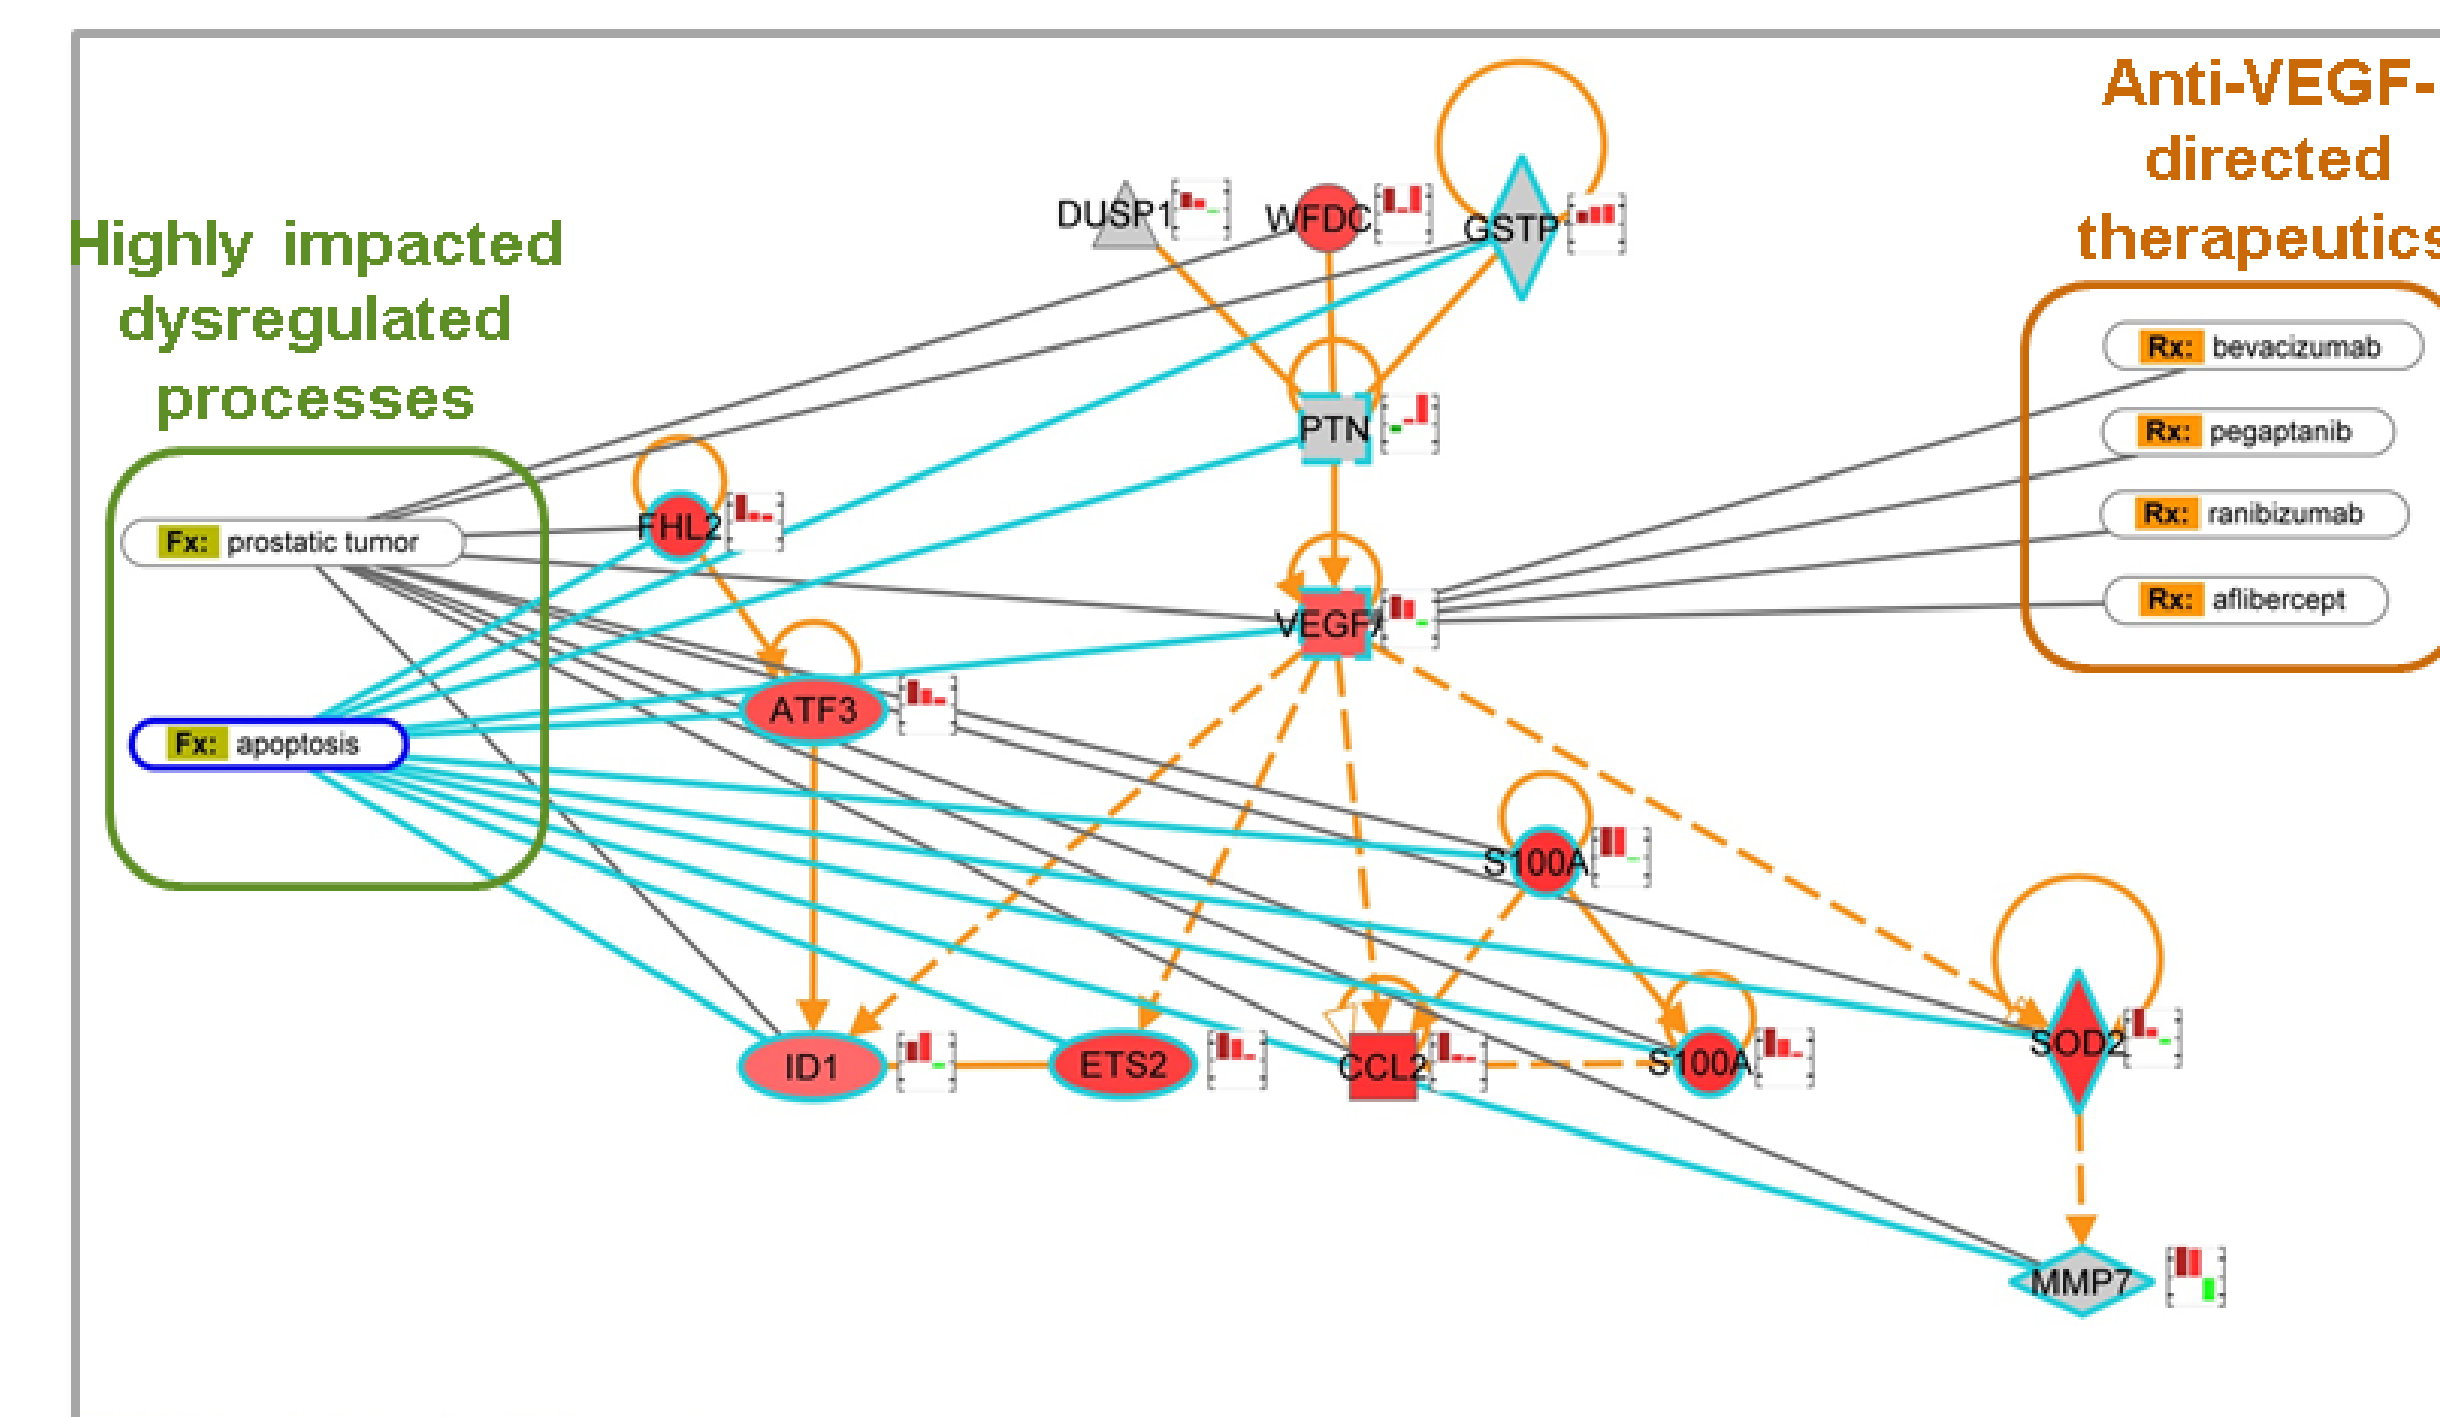 Anti-VEGF-
directed
therapeutics
Highly impacted
dysregulated
processes
DUSP1
WFDC
GSTP
Rx: bevacizumab
PTN
Rx: pegaptanib
Rx: ranibizumab
Fx: prostatic tumor
FHL2
Rx: aflibercept
VEGFA
ATF3
Fx: apoptosis
S100A
ID1
ETS2
CCL2
S100A
SOD2
MMP7